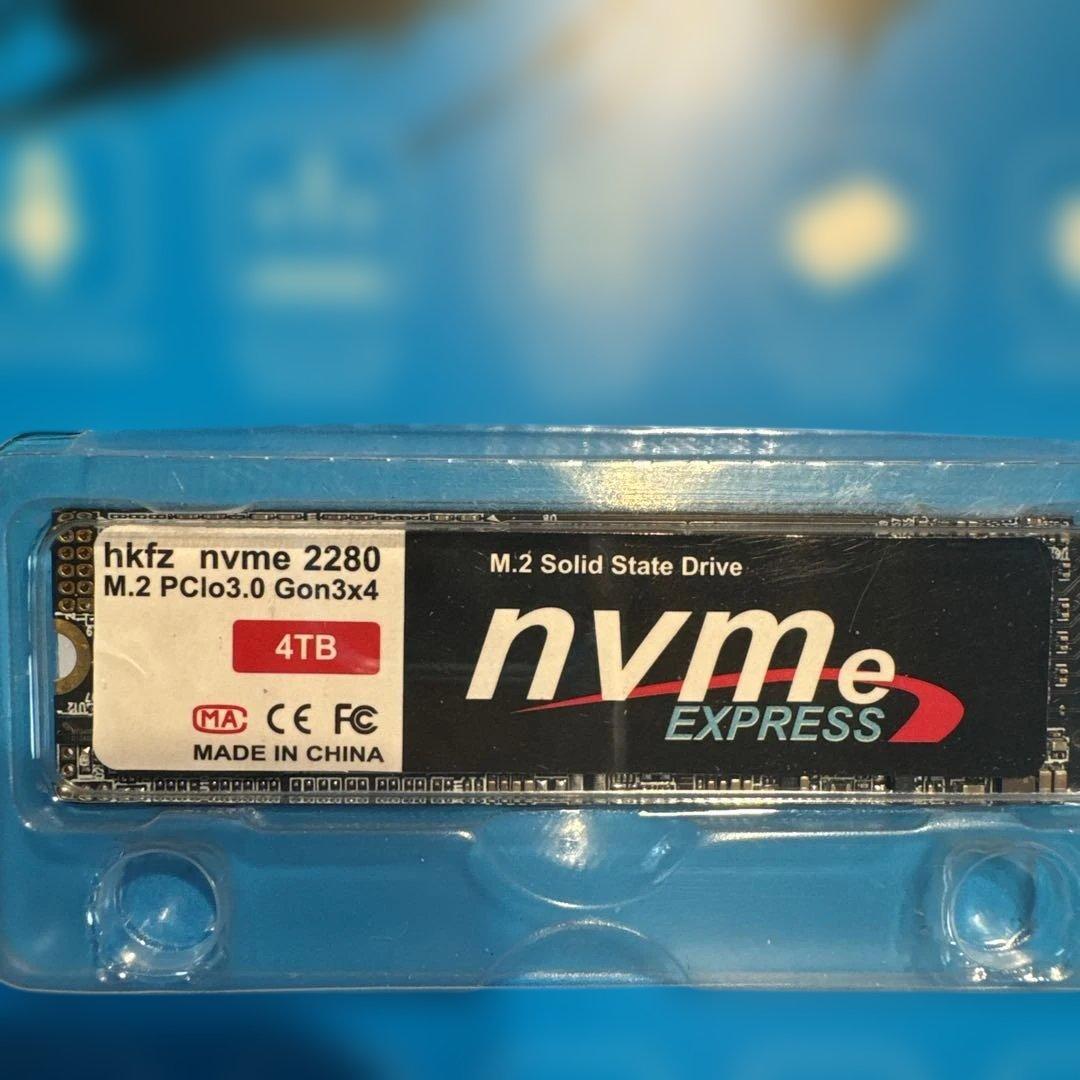 hkfz nvme 2280
M.2 PClo3.0 Gon3x4
4TB
MA CE FC
MADE IN CHINA
M.2 Solid State Drive
nvme
EXPRESS